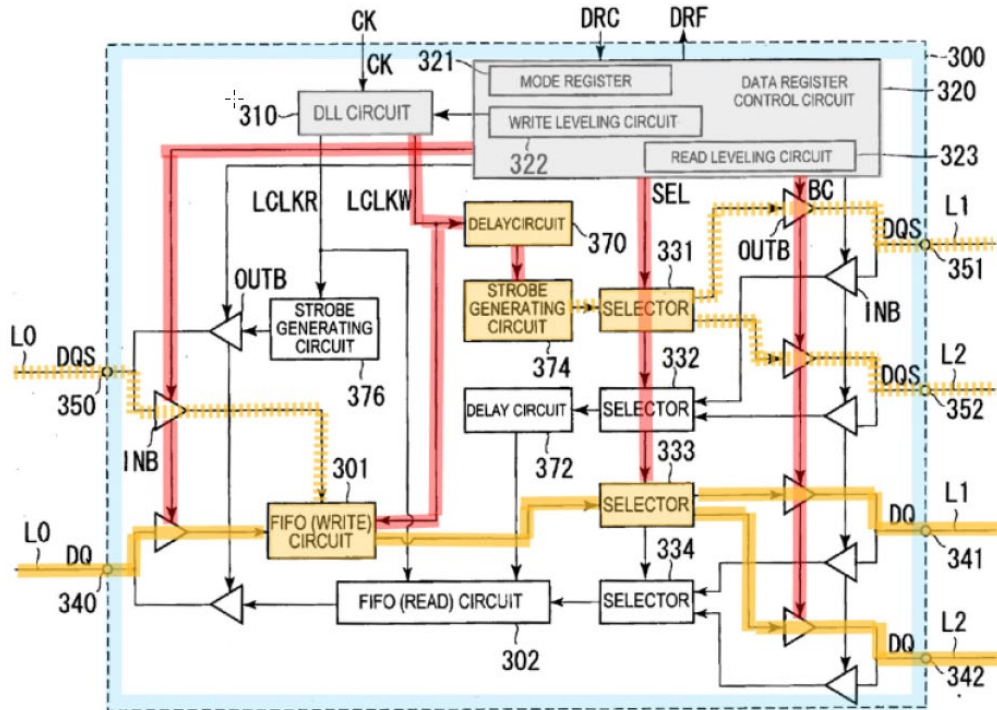 CK
DRC
DRF
300
CK
321
MODE REGISTER
DATA REGISTER
CONTROL CIRCUIT
320
310
DLL CIRCUIT
WRITE LEVELING CIRCUIT
322
READ LEVELING CIRCUIT
323
LCLKR
LCLKW
SEL
BC
DELAYCIRCUIT
370
OUTB
DQS
L1
351
OUTB
STROBE
GENERATING
CIRCUIT
376
STROBE
GENERATING
CIRCUIT
374
331
SELECTOR
INB
L0
DQS
350
332
SELECTOR
DELAY CIRCUIT
372
DQS
L2
352
INB
301
FIFO (WRITE)
CIRCUIT
333
SELECTOR
L0
DQ
340
DQ
L1
341
334
SELECTOR
FIFO (READ) CIRCUIT
302
DQ
L2
342